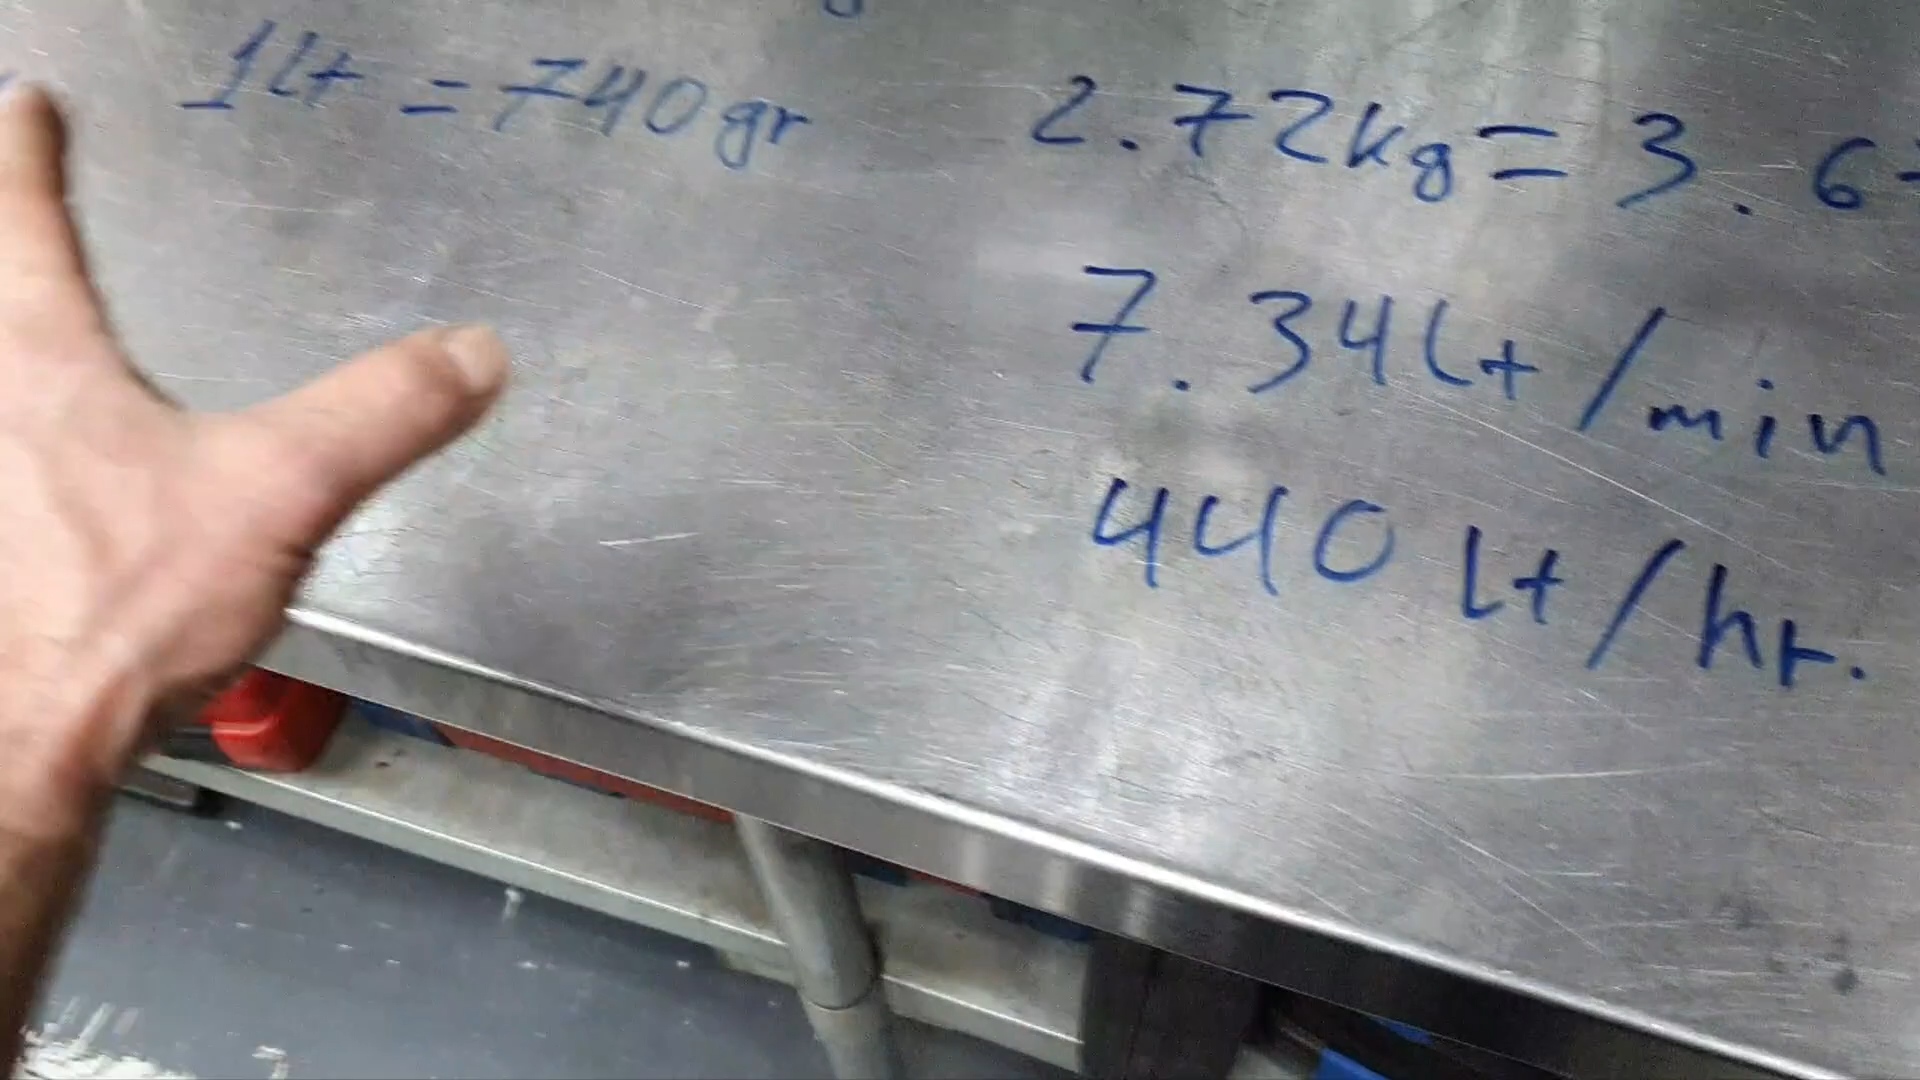 1Lt = 740gr
2.72kg = 3.6
7.34Lt/min
440 Lt/hr.